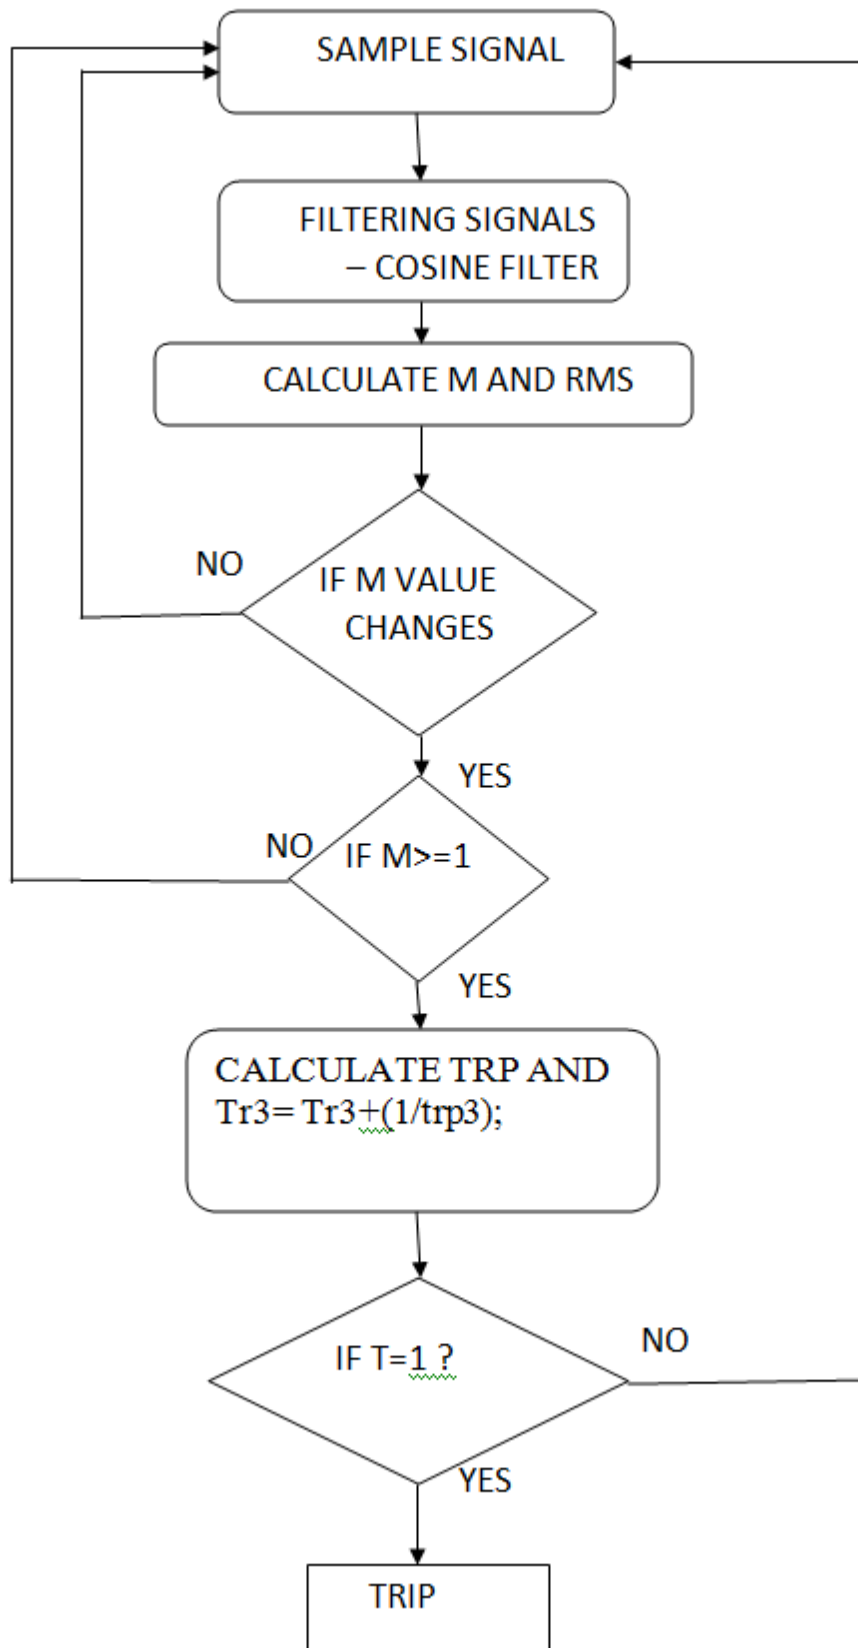 SAMPLE SIGNAL
FILTERING SIGNALS
– COSINE FILTER
CALCULATE M AND RMS
NO
IF M VALUE
CHANGES
YES
NO
IF M>=1
YES
CALCULATE TRP AND
Tr3= Tr3+(1/trp3);
IF T=1 ?
NO
YES
TRIP